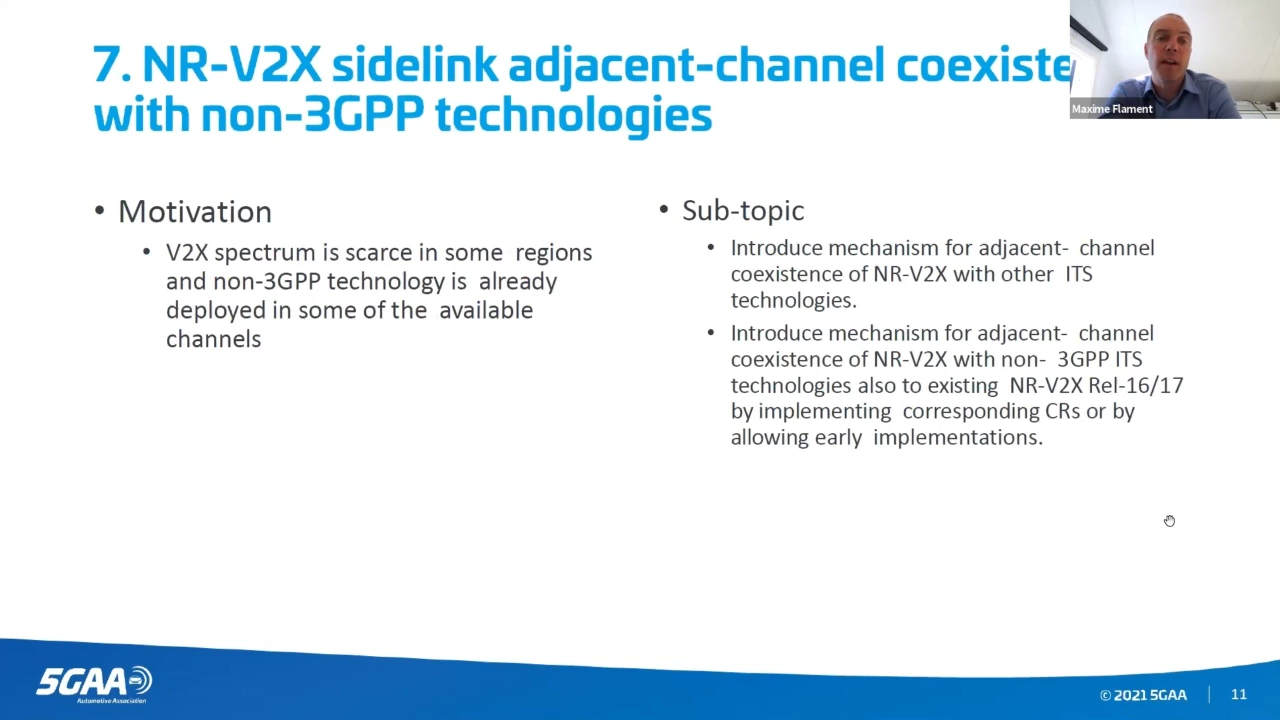 7. NR-V2X sidelink adjacent-channel coexiste
with non-3GPP technologies
Maxime Flament
• Motivation
• V2X spectrum is scarce in some regions
and non-3GPP technology is already
deployed in some of the available
channels
• Sub-topic
• Introduce mechanism for adjacent- channel
coexistence of NR-V2X with other ITS
technologies.
• Introduce mechanism for adjacent- channel
coexistence of NR-V2X with non- 3GPP ITS
technologies also to existing NR-V2X Rel-16/17
by implementing corresponding CRs or by
allowing early implementations.
5GAA
Automotive Association
© 2021 5GAA | 11